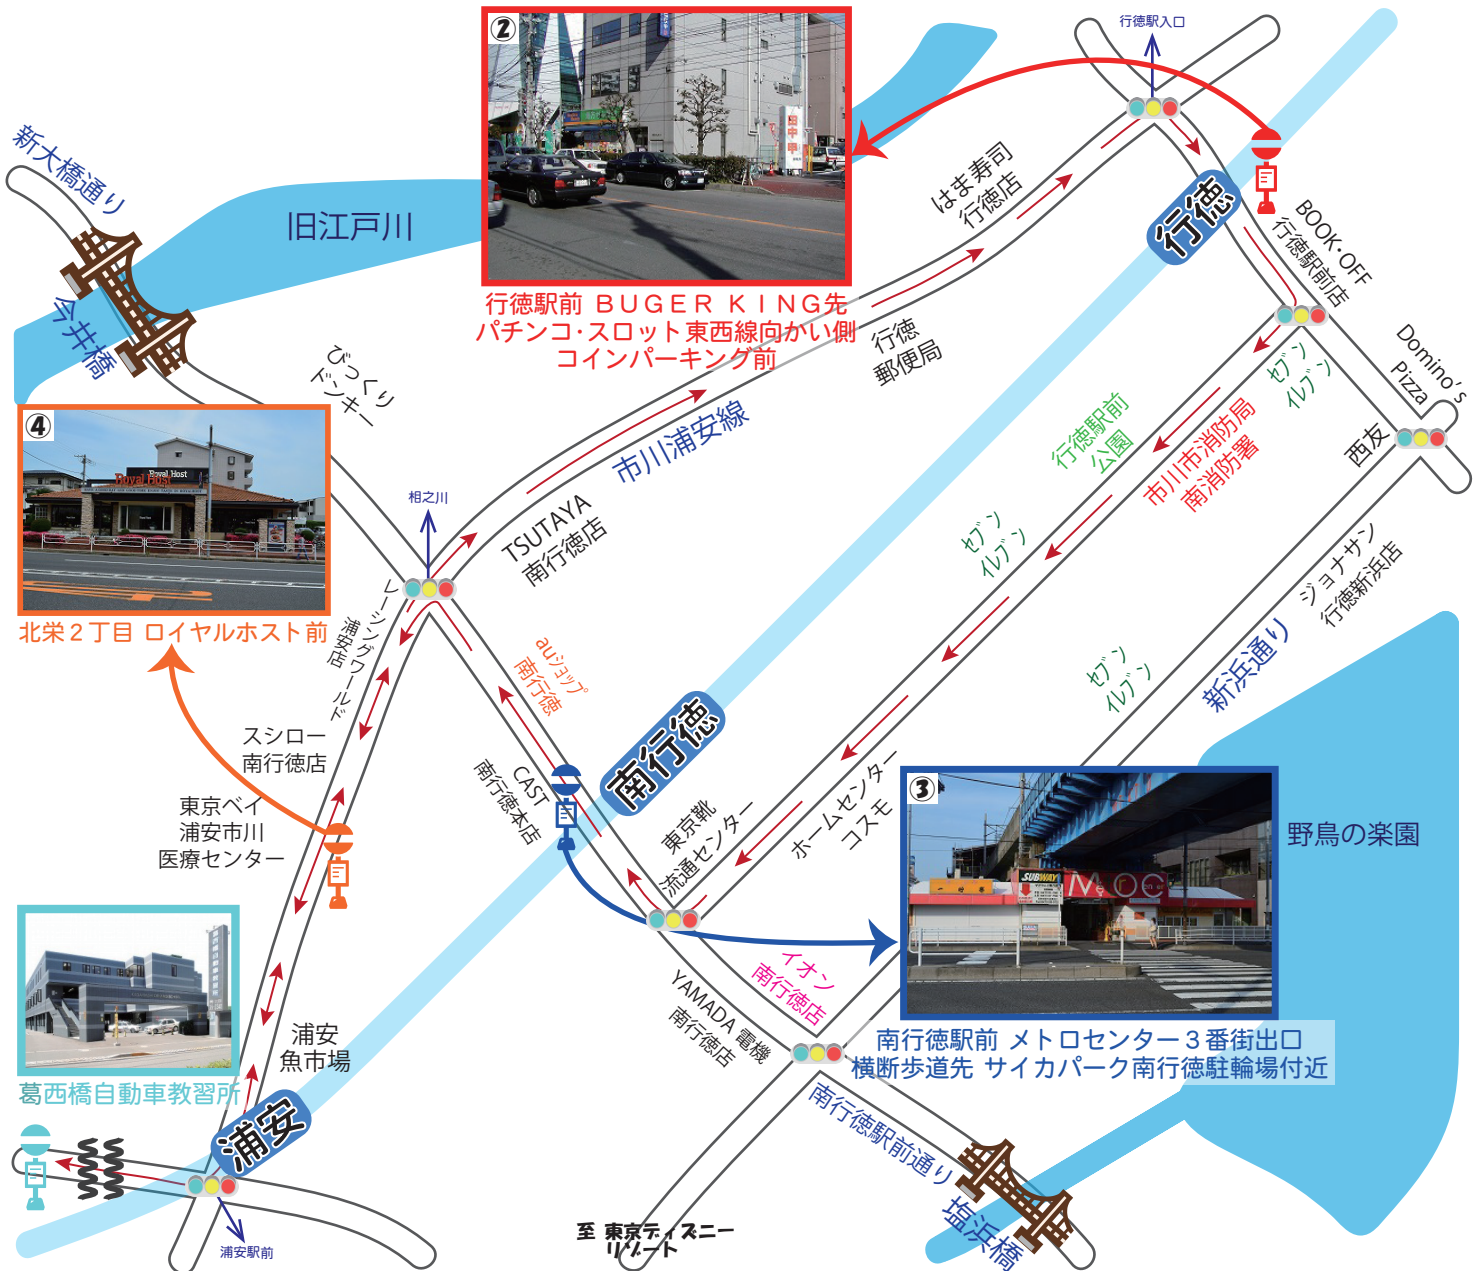 新大橋通り
今井橋
旧江戸川
②
行徳駅前 ＢＵＧＥＲ ＫＩＮＧ先
パチンコ・スロット東西線向かい側
コインパーキング前
行徳駅入口
はま寿司
行徳店
行徳
BOOK・OFF
行徳駅前店
行徳
郵便局
びっくり
ドンキー
市川浦安線
Domino's
Pizza
セブン
イレブン
西友
行徳駅前
公園
市川市消防局
南消防署
④
Royal Host
Royal Host
北栄２丁目 ロイヤルホスト前
相之川
TSUTAYA
南行徳店
セブン
イレブン
ジョナサン
行徳新浜店
レーシングワールド
浦安店
auショップ
南行徳
セブン
イレブン
新浜通り
スシロー
南行徳店
南行徳
CAST
南行徳本店
東京ベイ
浦安市川
医療センター
東京靴
流通センター
ホームセンター
コスモ
③
SUBWAY
野鳥の楽園
イオン
南行徳店
YAMADA 電機
南行徳店
南行徳駅前 メトロセンター３番街出口
横断歩道先 サイカパーク南行徳駐輪場付近
葛西橋自動車教習所
浦安
魚市場
浦安
浦安駅前
南行徳駅前通り
塩浜橋
至 東京ディズニー
リゾート